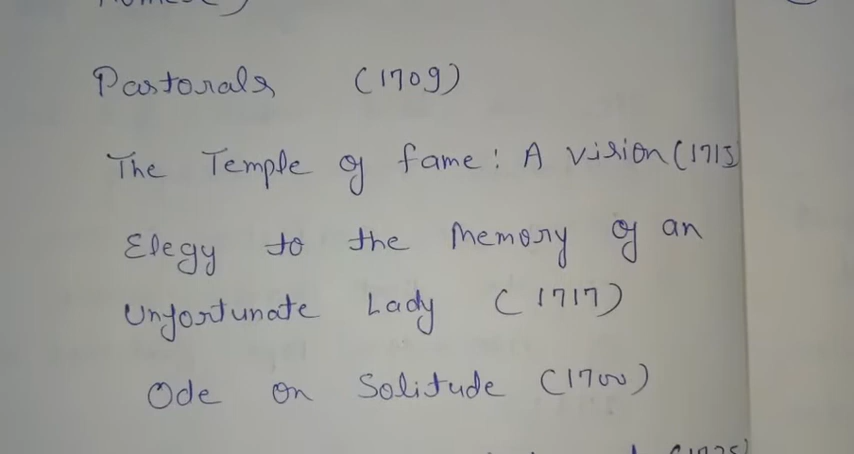 Pastorals (1709)
The Temple of fame: A vision (1715
Elegy to the Memory of an
Unfortunate Lady (1717)
Ode on Solitude (1700)